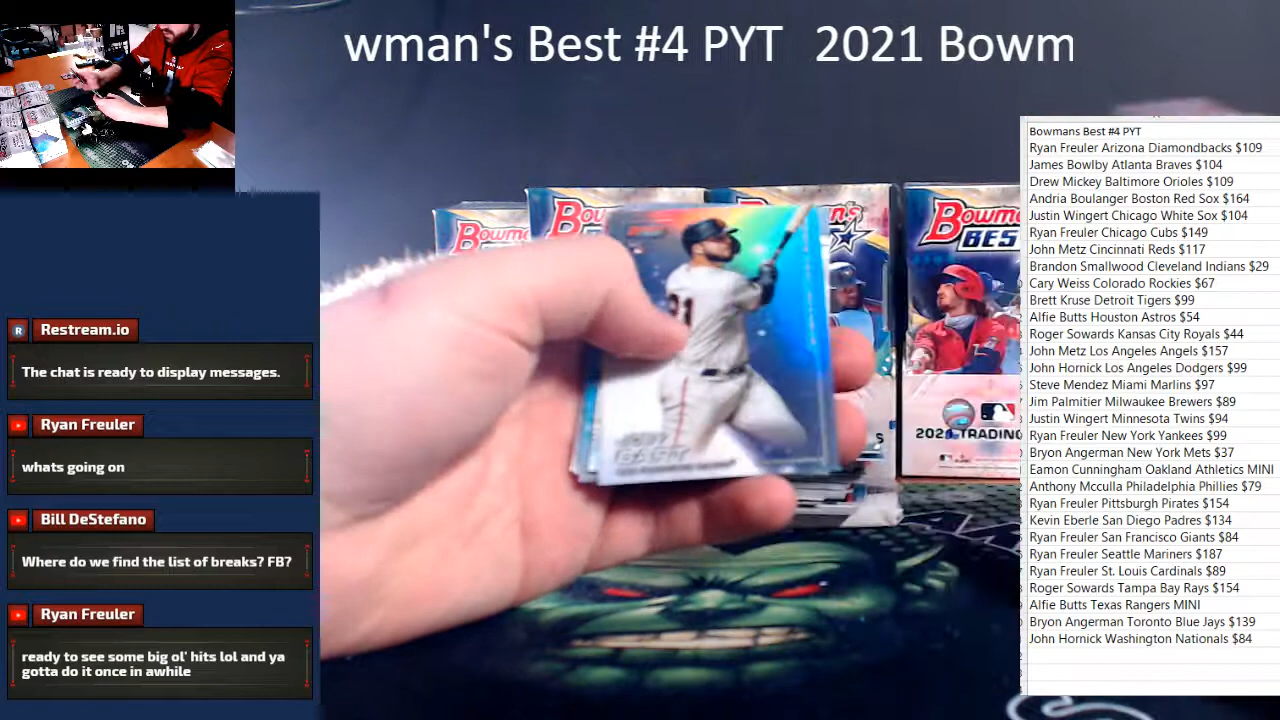 wman's Best #4 PYT 2021 Bowm
Bowmans Best #4 PYT
Ryan Freuler Arizona Diamondbacks $109
James Bowlby Atlanta Braves $104
Drew Mickey Baltimore Orioles $109
Andria Boulanger Boston Red Sox $164
Justin Wingert Chicago White Sox $104
Ryan Freuler Chicago Cubs $149
John Metz Cincinnati Reds $117
Brandon Smallwood Cleveland Indians $29
Cary Weiss Colorado Rockies $67
Brett Kruse Detroit Tigers $99
Alfie Butts Houston Astros $54
Roger Sowards Kansas City Royals $44
John Metz Los Angeles Angels $157
John Hornick Los Angeles Dodgers $99
Steve Mendez Miami Marlins $97
Jim Palmitier Milwaukee Brewers $89
Justin Wingert Minnesota Twins $94
Ryan Freuler New York Yankees $99
Bryon Angerman New York Mets $37
Eamon Cunningham Oakland Athletics MINI
Anthony Mcculla Philadelphia Phillies $79
Ryan Freuler Pittsburgh Pirates $154
Kevin Eberle San Diego Padres $134
Ryan Freuler San Francisco Giants $84
Ryan Freuler Seattle Mariners $187
Ryan Freuler St. Louis Cardinals $89
Roger Sowards Tampa Bay Rays $154
Alfie Butts Texas Rangers MINI
Bryon Angerman Toronto Blue Jays $139
John Hornick Washington Nationals $84
R Restream.io
The chat is ready to display messages.
Ryan Freuler
whats going on
Bill DeStefano
Where do we find the list of breaks? FB?
Ryan Freuler
ready to see some big ol' hits lol and ya
gotta do it once in awhile
Bowm
Bou
n's
Bowm
BES
TRADING
JOEY
BART